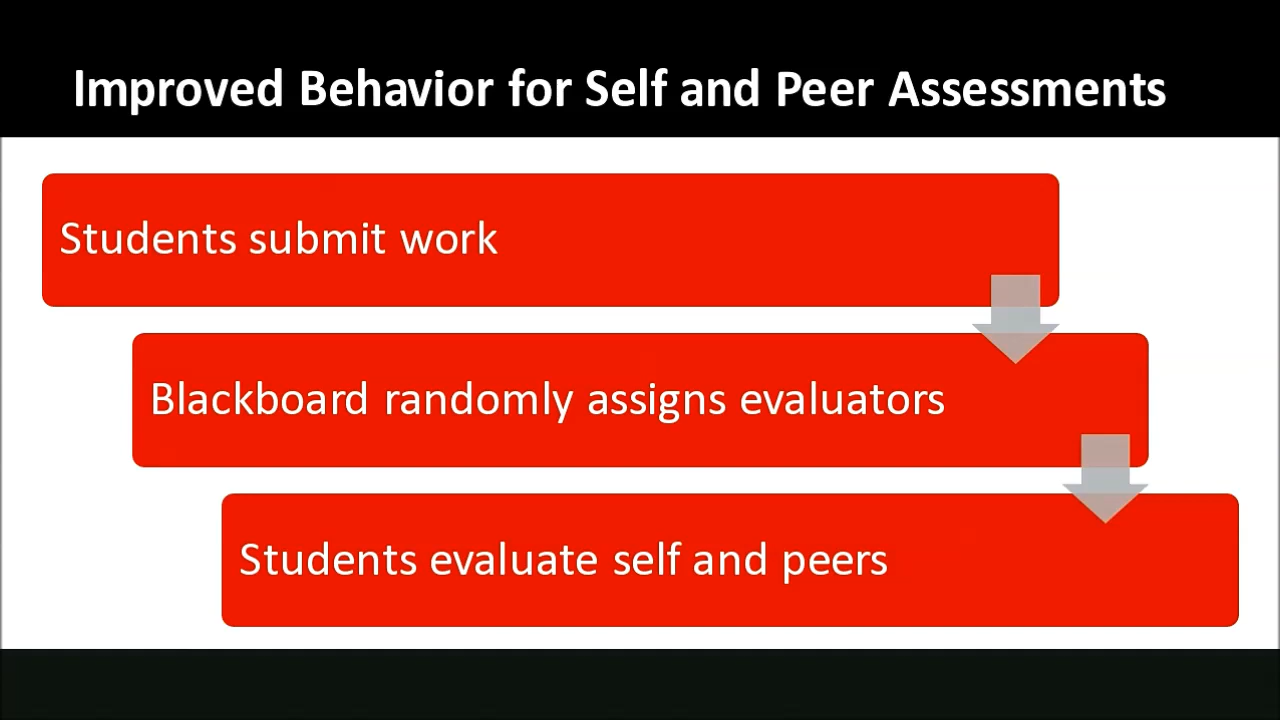 Improved Behavior for Self and Peer Assessments
Students submit work
Blackboard randomly assigns evaluators
Students evaluate self and peers